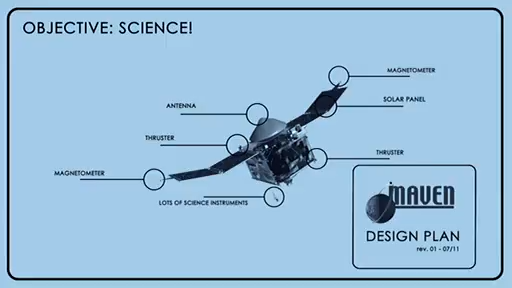 OBJECTIVE: SCIENCE!
MAGNETOMETER
SOLAR PANEL
ANTENNA
THRUSTER
THRUSTER
MAGNETOMETER
LOTS OF SCIENCE INSTRUMENTS
MAVEN
DESIGN PLAN
rev. 01 - 07/11